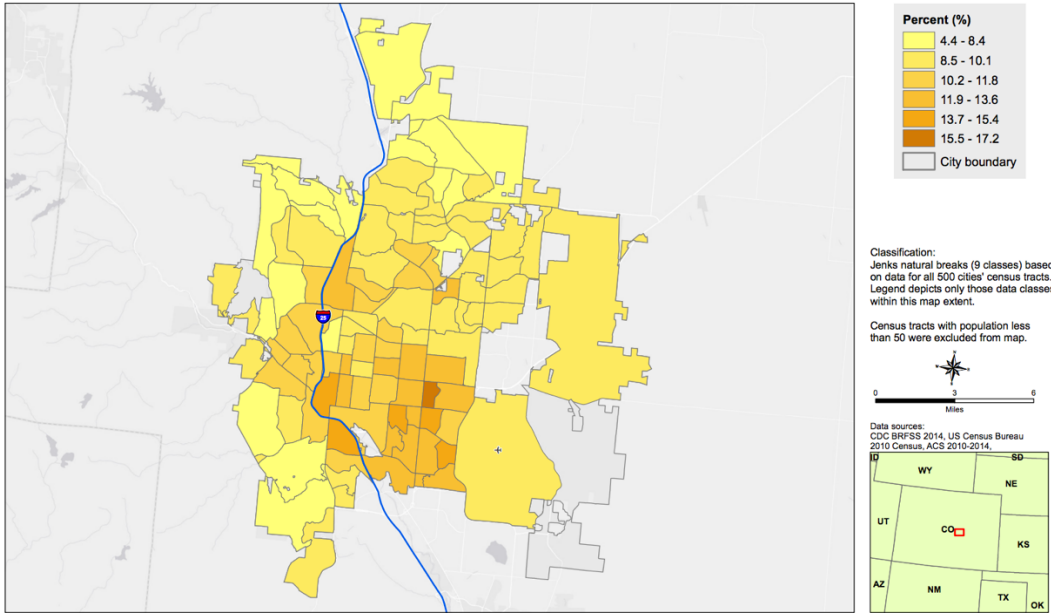 Percent (%)
4.4 - 8.4
8.5 - 10.1
10.2 - 11.8
11.9 - 13.6
13.7 - 15.4
15.5 - 17.2
City boundary
25
Classification:
Jenks natural breaks (9 classes) based
on data for all 500 cities' census tracts.
Legend depicts only those data classes
within this map extent.
Census tracts with population less
than 50 were excluded from map.
0 3 6
Miles
Data sources:
CDC BRFSS 2014, US Census Bureau
2010 Census, ACS 2010-2014,
ID WY SD
NE
UT CO KS
AZ NM TX OK